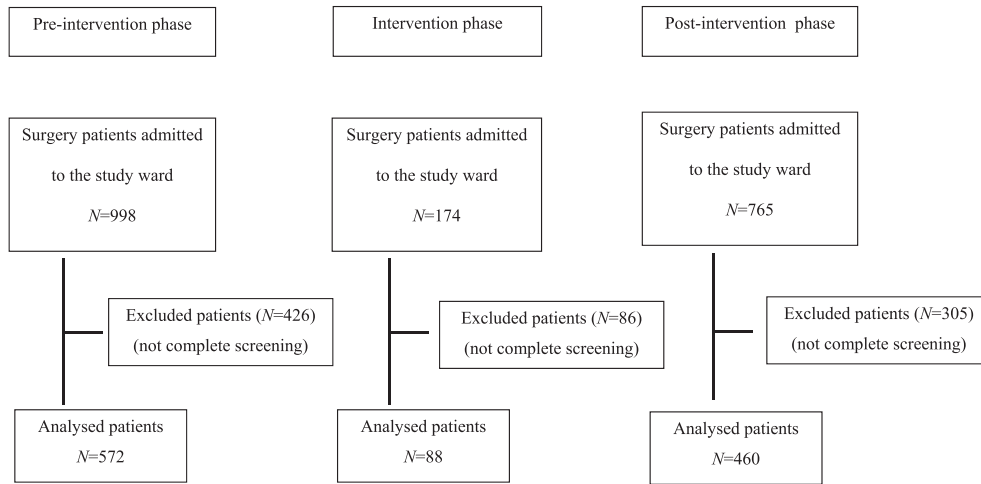 Pre-intervention phase
Intervention phase
Post-intervention phase
Surgery patients admitted
to the study ward
N=998
Surgery patients admitted
to the study ward
N=174
Surgery patients admitted
to the study ward
N=765
Excluded patients (N=426)
(not complete screening)
Excluded patients (N=86)
(not complete screening)
Excluded patients (N=305)
(not complete screening)
Analysed patients
N=572
Analysed patients
N=88
Analysed patients
N=460